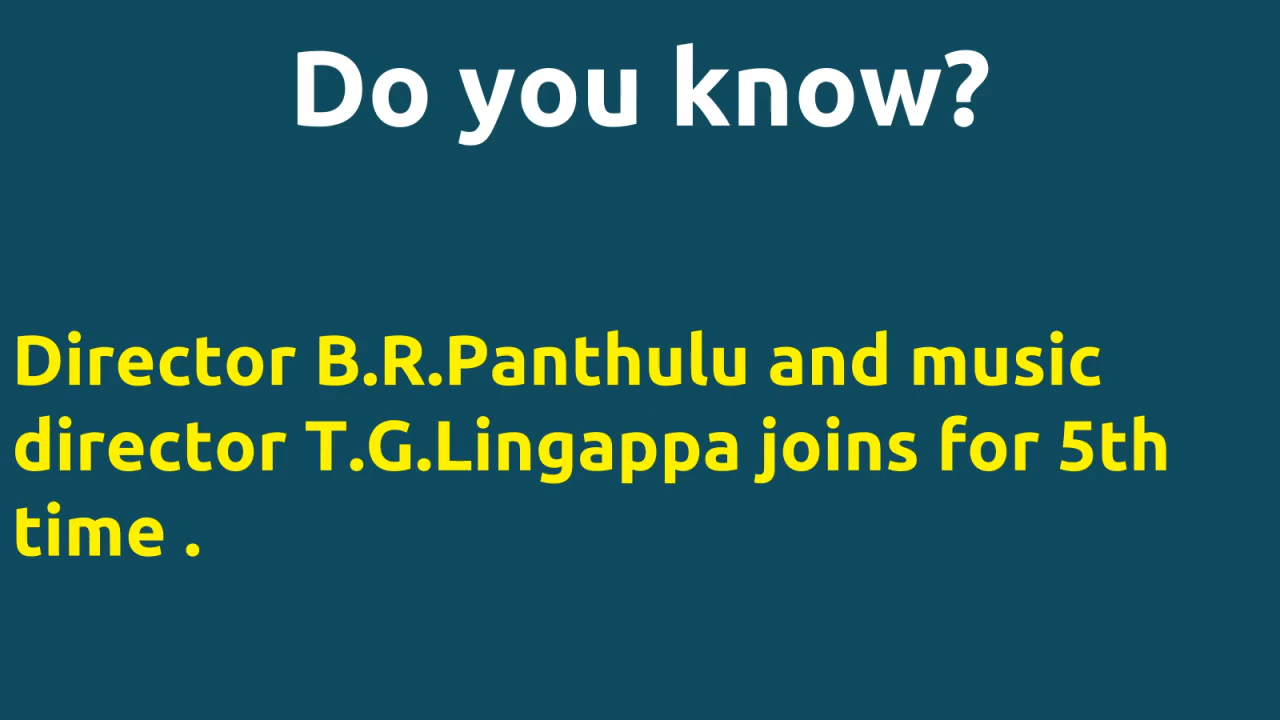 Do you know?
Director B.R.Panthulu and music
director T.G.Lingappa joins for 5th
time .